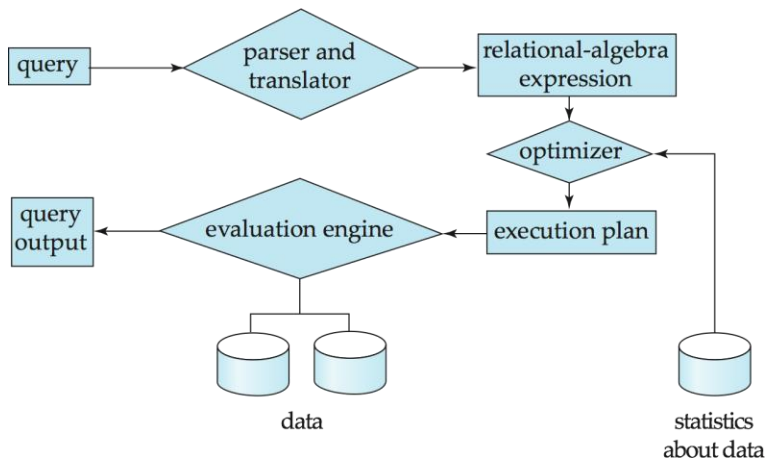 query
parser and
translator
relational-algebra
expression
optimizer
query
output
evaluation engine
execution plan
data
statistics
about data